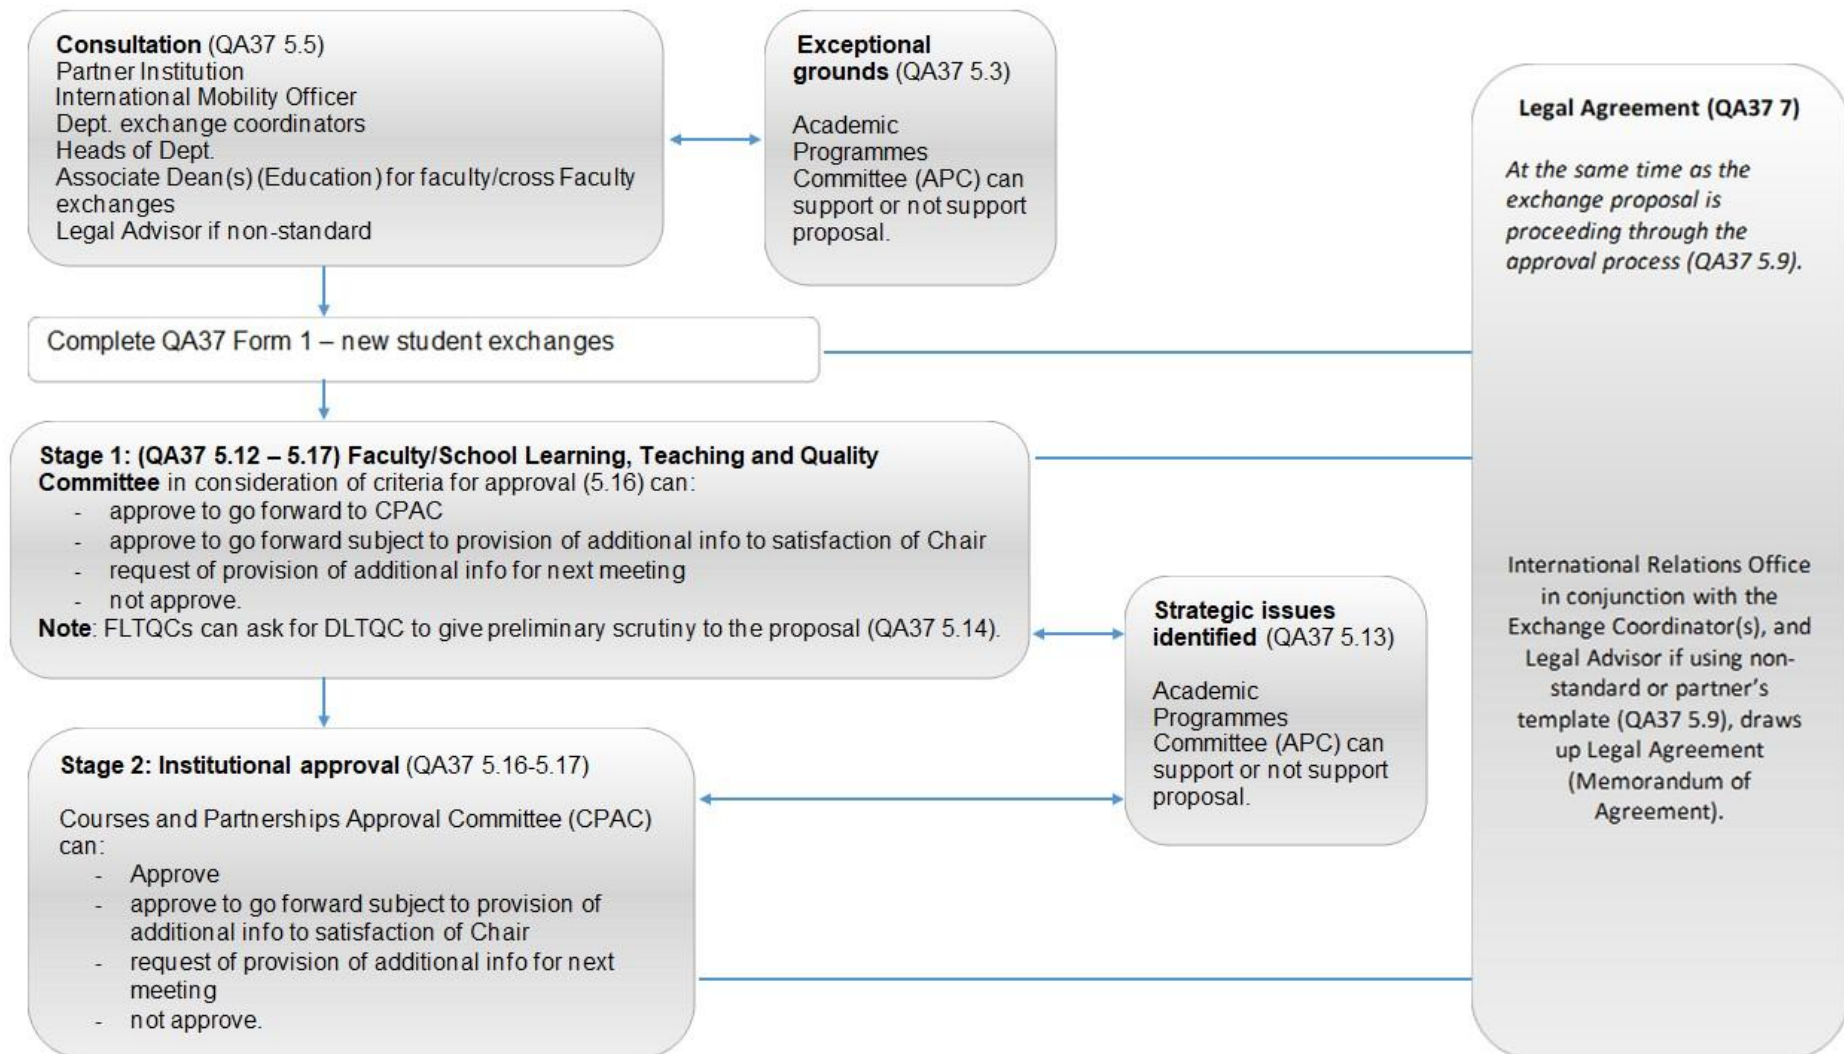 Consultation (QA37 5.5)
Partner Institution
International Mobility Officer
Dept. exchange coordinators
Heads of Dept.
Associate Dean(s) (Education) for faculty/cross Faculty
exchanges
Legal Advisor if non-standard
Exceptional
grounds (QA37 5.3)
Academic
Programmes
Committee (APC) can
support or not support
proposal.
Complete QA37 Form 1 – new student exchanges
Stage 1: (QA37 5.12 – 5.17) Faculty/School Learning, Teaching and Quality
Committee in consideration of criteria for approval (5.16) can:
- approve to go forward to CPAC
- approve to go forward subject to provision of additional info to satisfaction of Chair
- request of provision of additional info for next meeting
- not approve.
Note: FLTQCs can ask for DLTQC to give preliminary scrutiny to the proposal (QA37 5.14).
Strategic issues
identified (QA37 5.13)
Academic
Programmes
Committee (APC) can
support or not support
proposal.
Stage 2: Institutional approval (QA37 5.16-5.17)
Courses and Partnerships Approval Committee (CPAC)
can:
- Approve
- approve to go forward subject to provision of
additional info to satisfaction of Chair
- request of provision of additional info for next
meeting
- not approve.
Legal Agreement (QA37 7)
At the same time as the
exchange proposal is
proceeding through the
approval process (QA37 5.9).
International Relations Office
in conjunction with the
Exchange Coordinator(s), and
Legal Advisor if using non-
standard or partner's
template (QA37 5.9), draws
up Legal Agreement
(Memorandum of
Agreement).